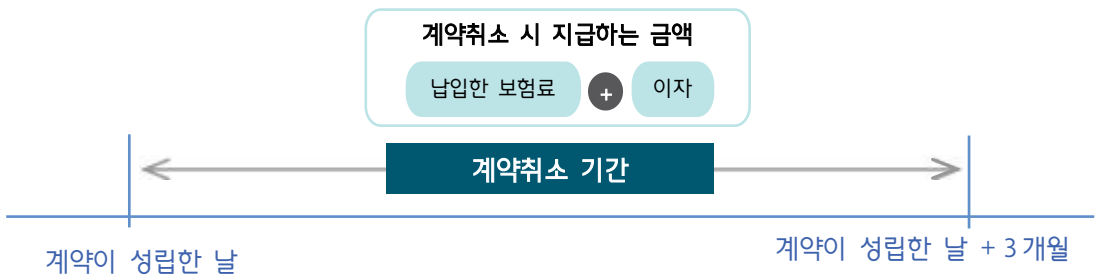 계약취소 시 지급하는 금액
납입한 보험료 + 이자
계약취소 기간
계약이 성립한 날
계약이 성립한 날 + 3개월